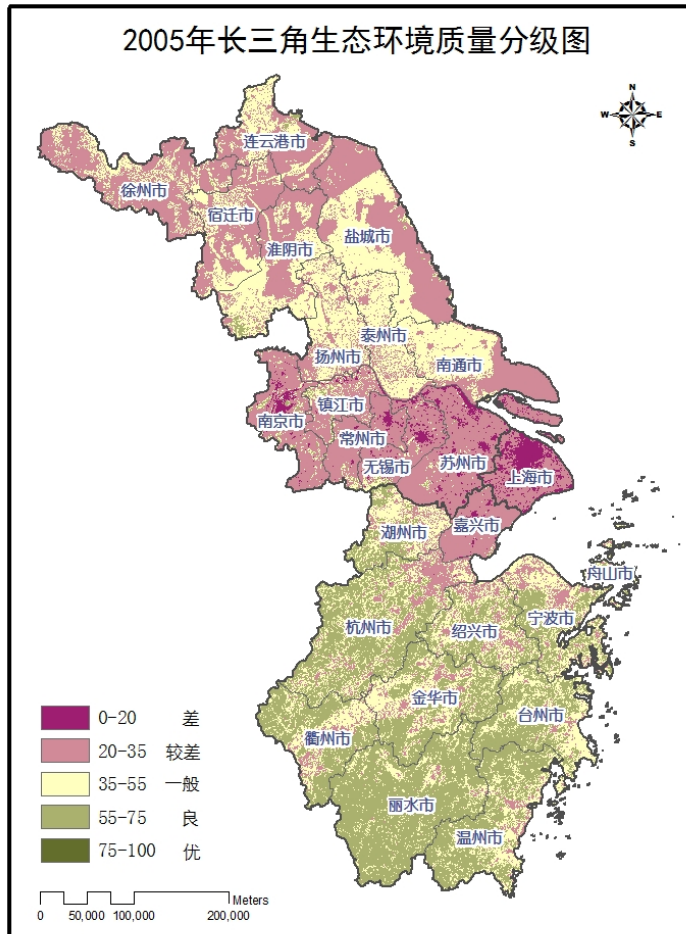 2005年长三角生态环境质量分级图
N
W E
S
连云港市
徐州市
宿迁市
淮阴市
盐城市
泰州市
扬州市
南通市
镇江市
南京市
常州市
无锡市
苏州市
上海市
嘉兴市
湖州市
舟山市
杭州市
绍兴市
宁波市
金华市
台州市
衢州市
丽水市
温州市
0-20 差
20-35 较差
35-55 一般
55-75 良
75-100 优
Meters
0 50,000 100,000 200,000